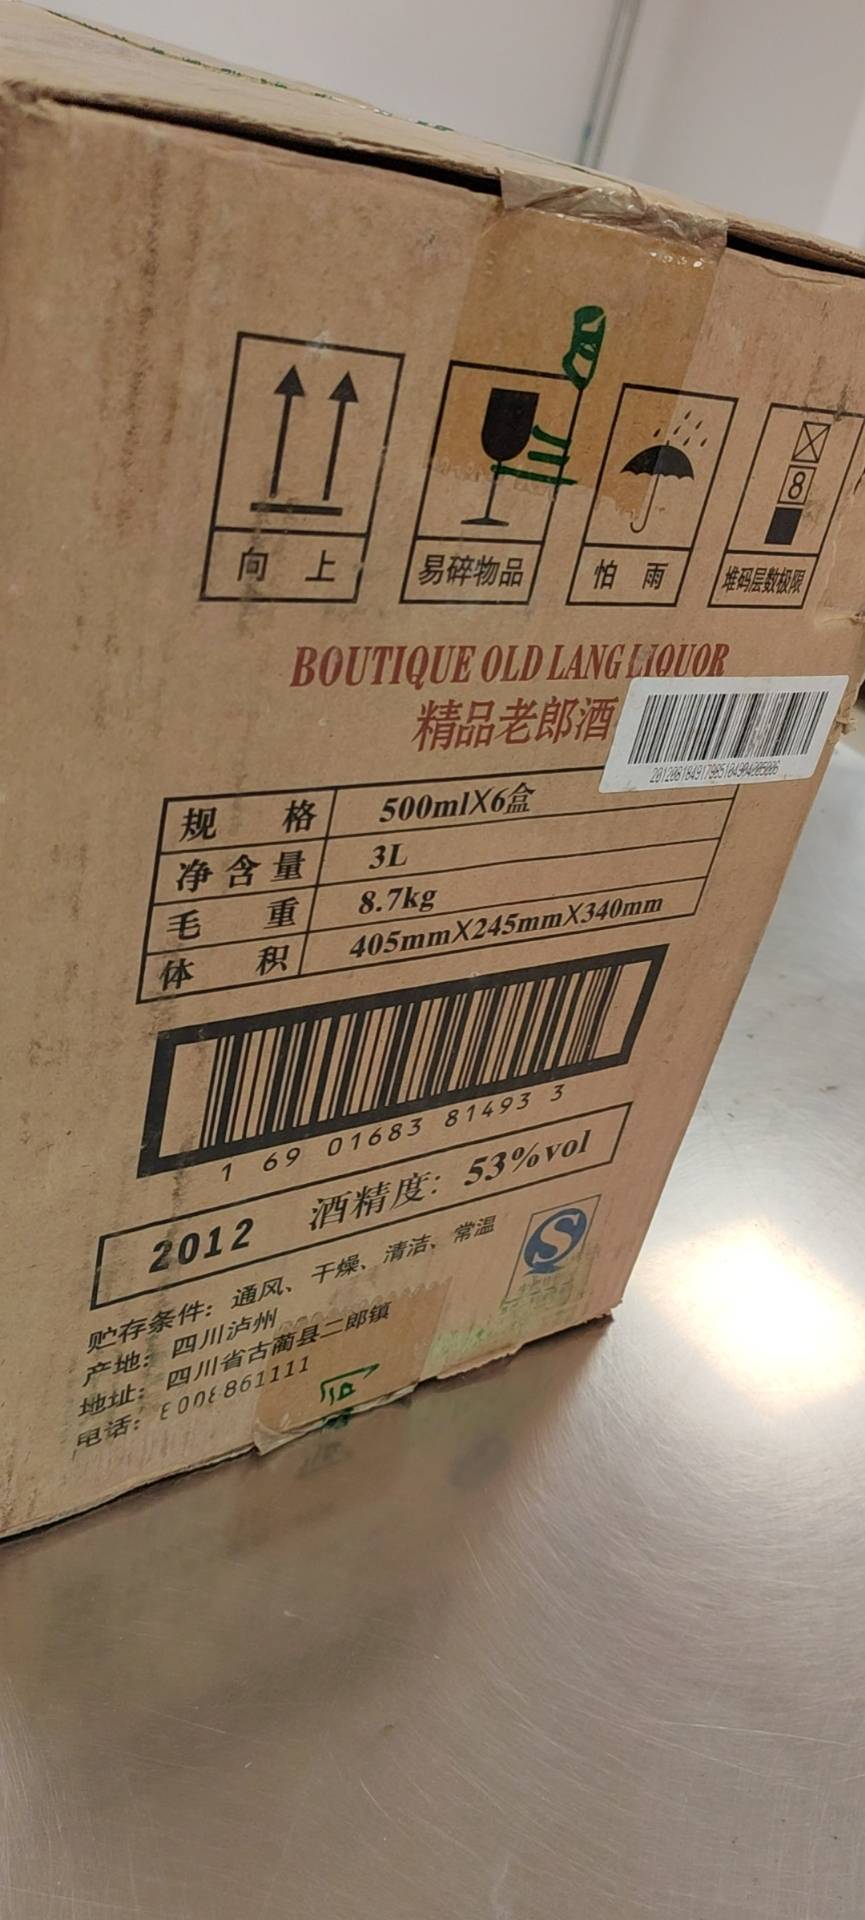 向上
易碎物品
怕雨
8
堆码层数极限
BOUTIQUE OLD LANG LIQUOR
精品老郎酒
规格 500mlX6盒
净含量 3L
毛重 8.7kg
体积 405mmX245mmX340mm
1 69 01683 81493 3
2012 酒精度：53%vol
贮存条件：通风、干燥、清洁、常温
产地：四川泸州
地址：四川省古蔺县二郎镇
电话：